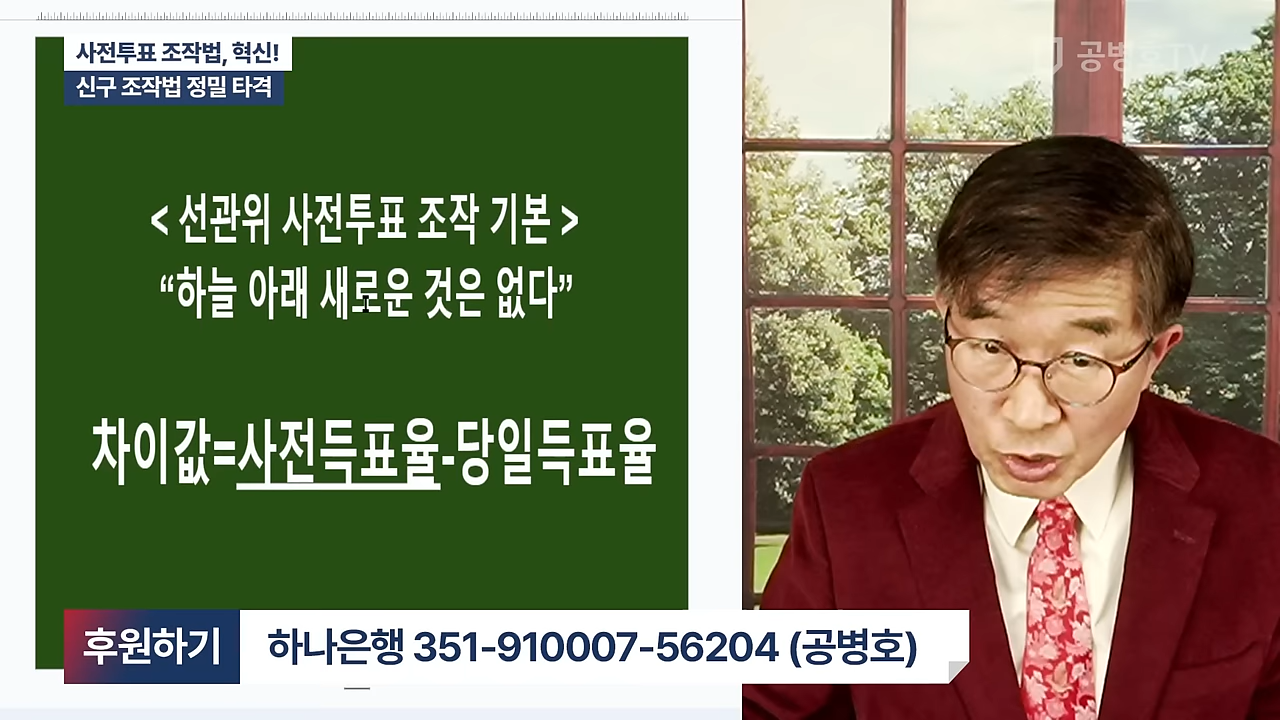 사전투표 조작법, 혁신!
신구 조작법 정밀 타격
공병호TV
< 선관위 사전투표 조작 기본 >
“하늘 아래 새로운 것은 없다”
차이값=사전득표율-당일득표율
후원하기
하나은행 351-910007-56204 (공병호)